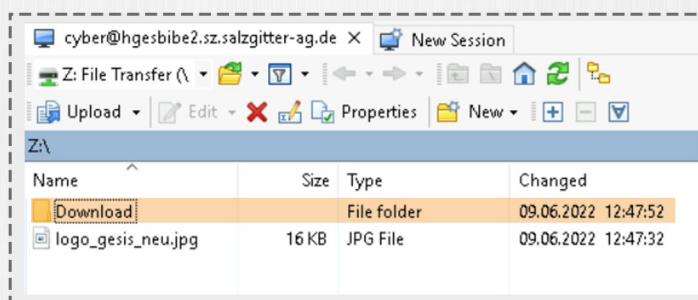 cyber@hgesbibe2.sz.salzgitter-ag.de New Session
Z: File Transfer (\
Upload Edit Properties New
Z:\
Name Size Type Changed
Download File folder 09.06.2022 12:47:52
logo_gesis_neu.jpg 16 KB JPG File 09.06.2022 12:47:32